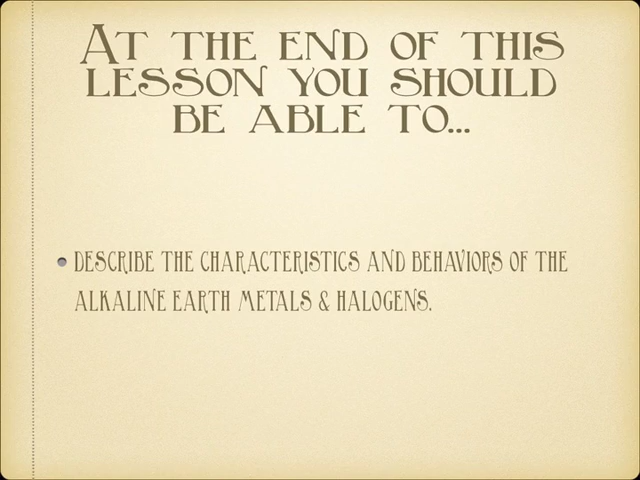 At the end of this
lesson you should
be able to...
• describe the characteristics and behaviors of the
alkaline earth metals & halogens.